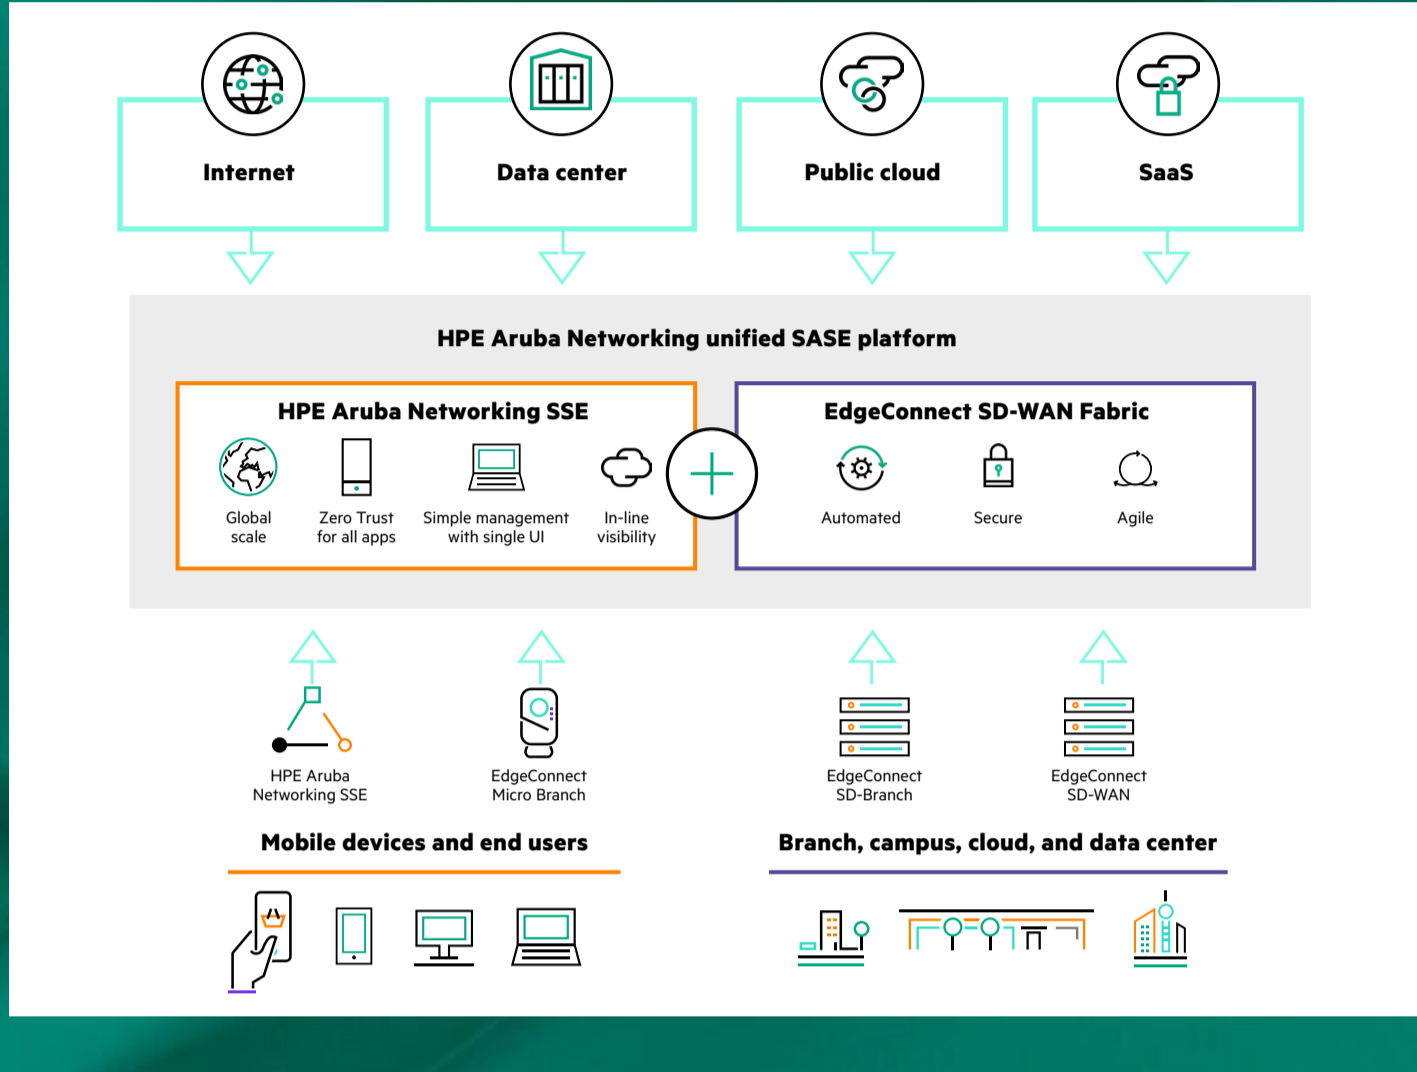 Internet
Data center
Public cloud
SaaS
HPE Aruba Networking unified SASE platform
HPE Aruba Networking SSE
Global
scale
Zero Trust
for all apps
Simple management
with single UI
In-line
visibility
EdgeConnect SD-WAN Fabric
Automated
Secure
Agile
HPE Aruba
Networking SSE
EdgeConnect
Micro Branch
EdgeConnect
SD-Branch
EdgeConnect
SD-WAN
Mobile devices and end users
Branch, campus, cloud, and data center